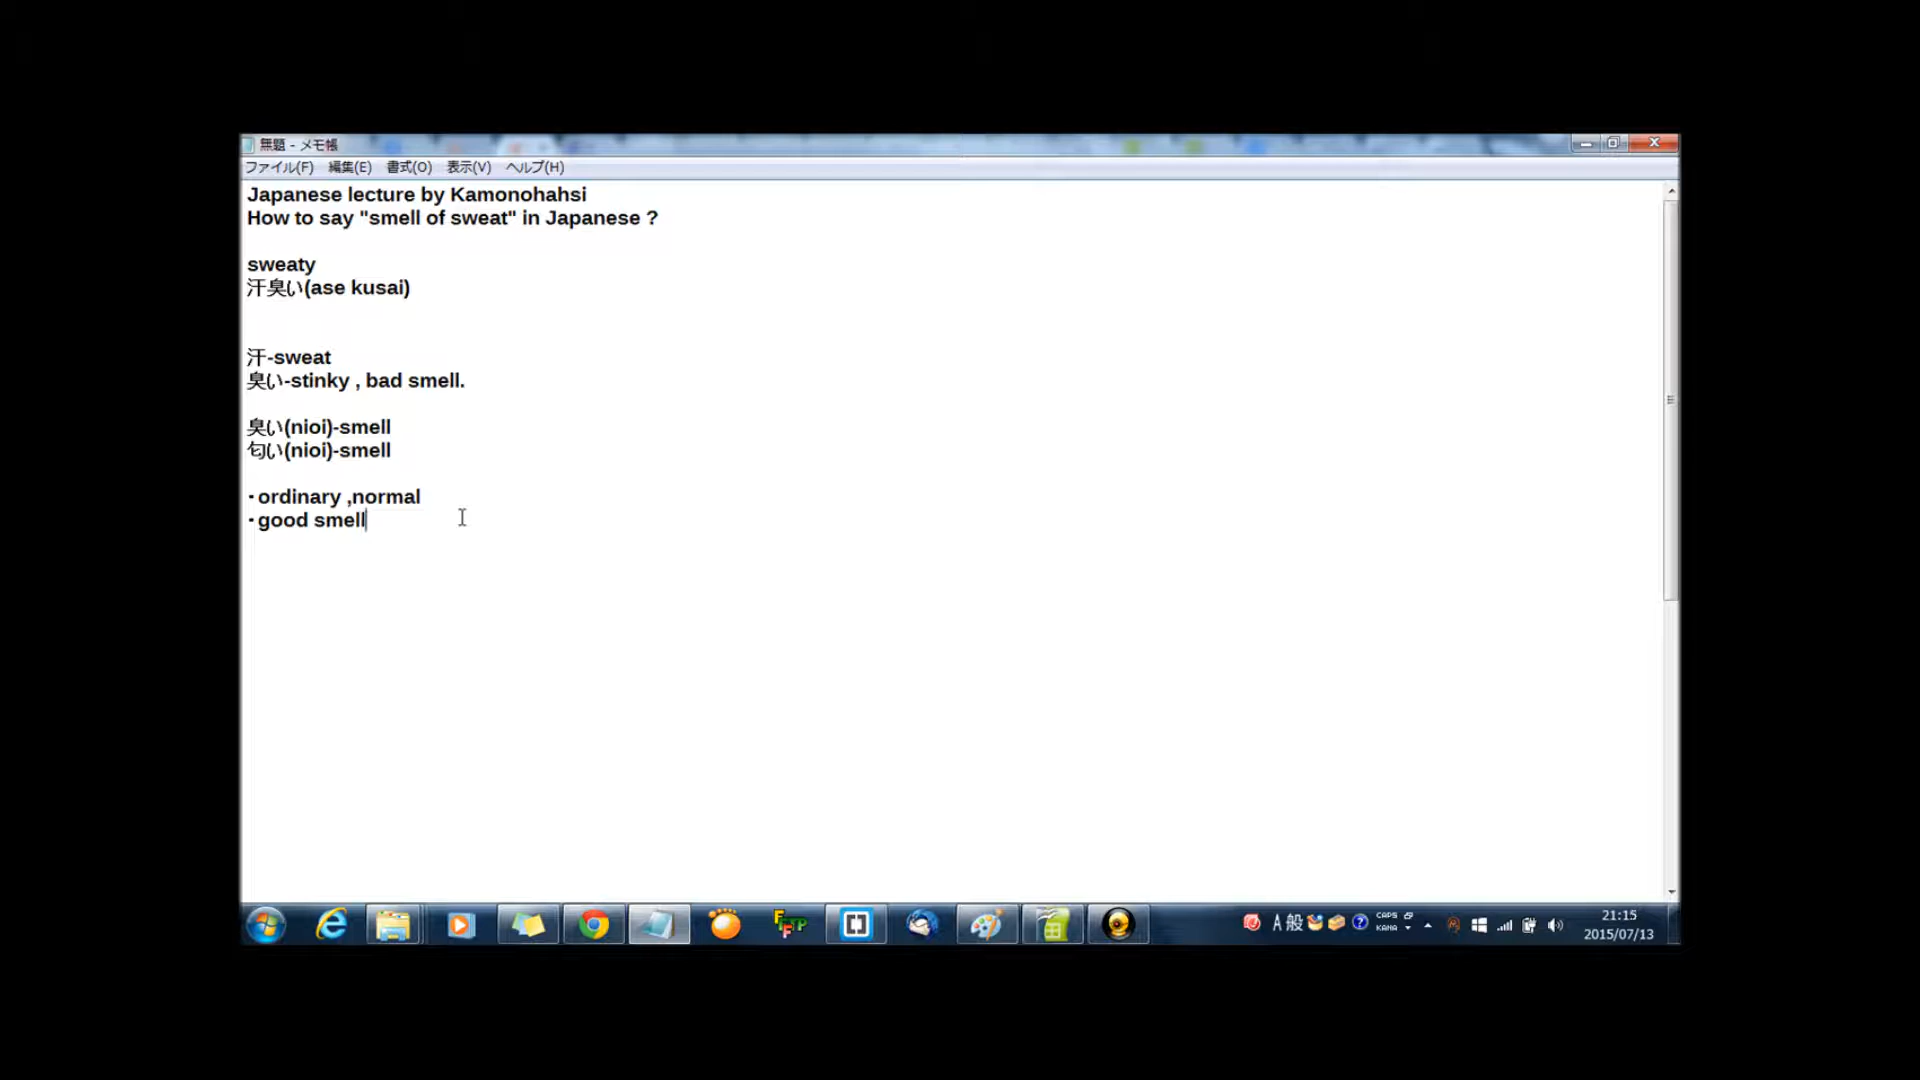 無題 - メモ帳
ファイル(F) 編集(E) 書式(O) 表示(V) ヘルプ(H)
Japanese lecture by Kamonohahsi
How to say "smell of sweat" in Japanese ?
sweaty
汗臭い(ase kusai)
汗-sweat
臭い-stinky , bad smell.
臭い(nioi)-smell
匂い(nioi)-smell
・ordinary ,normal
・good smell
A 般 CAPS
KANA
21:15
2015/07/13